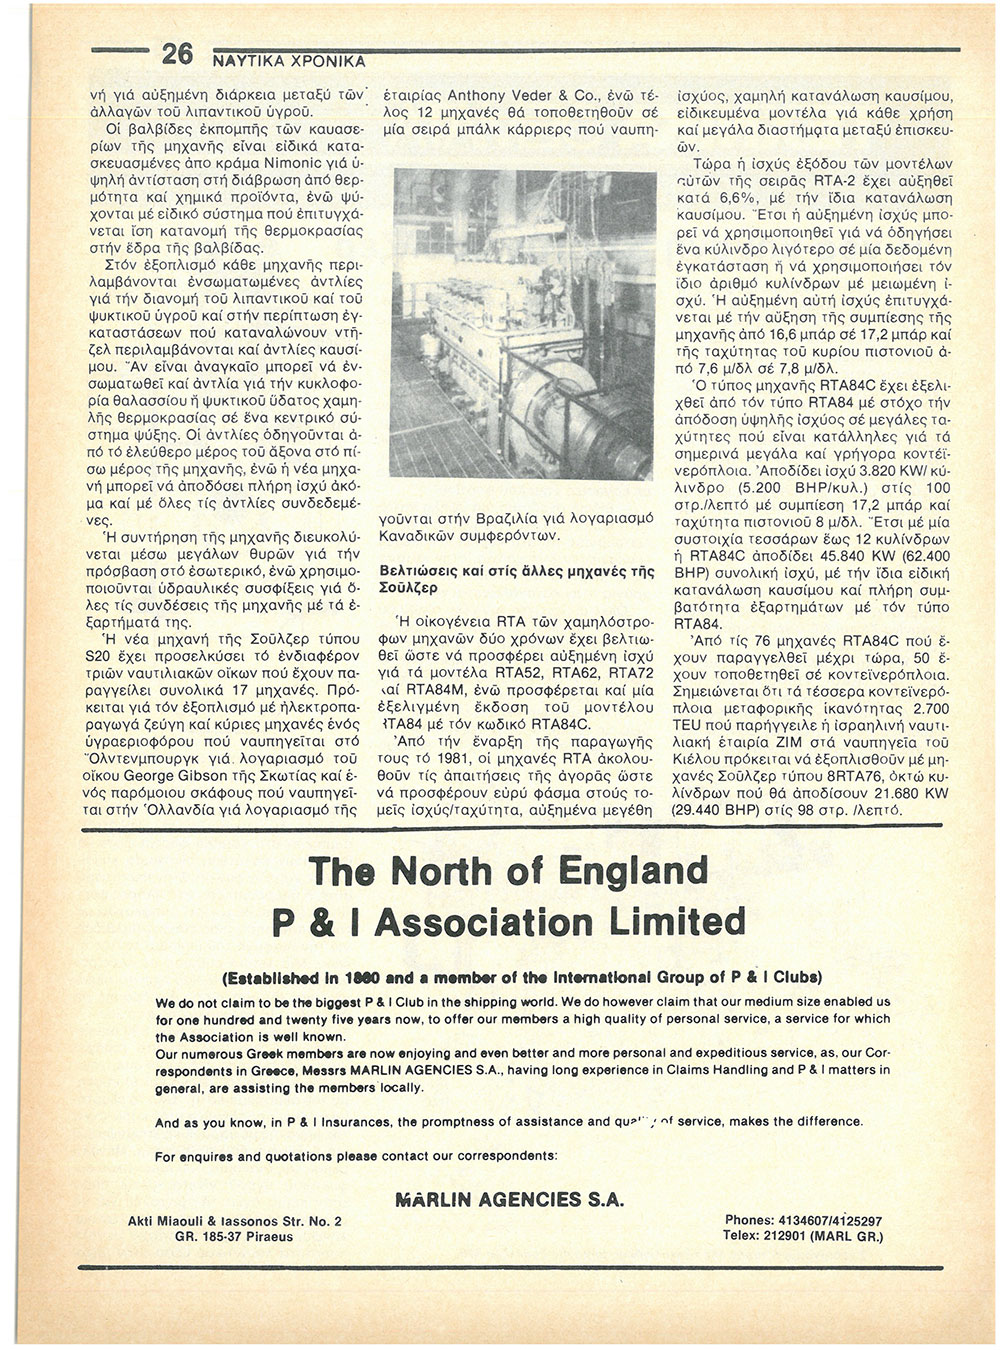 26 ΝΑΥΤΙΚΑ ΧΡΟΝΙΚΑ
νή γιά αὐξημένη διάρκεια μεταξύ τῶν
ἀλλαγῶν τοῦ λιπαντικοῦ ὑγροῦ.
Οἱ βαλβίδες ἐκπομπῆς τῶν καυασε-
ρίων τῆς μηχανῆς εἶναι εἰδικά κατα-
σκευασμένες ἀπο κράμα Nimonic γιά ὑ-
ψηλή ἀντίσταση στή διάβρωση ἀπό θερ-
μότητα καί χημικά προϊόντα, ἐνῶ ψύ-
χονται μέ εἰδικό σύστημα πού ἐπιτυγχά-
νεται ἴση κατανομή τῆς θερμοκρασίας
στήν ἕδρα τῆς βαλβίδας.
Στόν ἐξοπλισμό κάθε μηχανῆς περι-
λαμβάνονται ἐνσωματωμένες ἀντλίες
γιά τήν διανομή τοῦ λιπαντικοῦ καί τοῦ
ψυκτικοῦ ὑγροῦ καί στήν περίπτωση ἐγ-
καταστάσεων πού καταναλώνουν ντῆ-
ζελ περιλαμβάνονται καί ἀντλίες καυσί-
μου. Ἄν εἶναι ἀναγκαῖο μπορεῖ νά ἐν-
σωματωθεῖ καί ἀντλία γιά τήν κυκλοφο-
ρία θαλασσίου ἤ ψυκτικοῦ ὕδατος χαμη-
λῆς θερμοκρασίας σέ ἕνα κεντρικό σύ-
στημα ψύξης. Οἱ ἀντλίες ὁδηγοῦνται ἀ-
πό τό ἐλεύθερο μέρος τοῦ ἄξονα στό πί-
σω μέρος τῆς μηχανῆς, ἐνῶ ἡ νέα μηχα-
νή μπορεῖ νά ἀποδόσει πλήρη ἰσχύ ἀκό-
μα καί μέ ὅλες τίς ἀντλίες συνδεδεμέ-
νες.
Ἡ συντήρηση τῆς μηχανῆς διευκολύ-
νεται μέσω μεγάλων θυρῶν γιά τήν
πρόσβαση στό ἐσωτερικό, ἐνῶ χρησιμο-
ποιοῦνται ὑδραυλικές συσφίξεις γιά ὅ-
λες τίς συνδέσεις τῆς μηχανῆς μέ τά ἐ-
ξαρτήματά της.
Ἡ νέα μηχανή τῆς Σοῦλζερ τύπου
S20 ἔχει προσελκύσει τό ἐνδιαφέρον
τριῶν ναυτιλιακῶν οἴκων πού ἔχουν πα-
ραγγείλει συνολικά 17 μηχανές. Πρό-
κειται γιά τόν ἐξοπλισμό μέ ἠλεκτροπα-
ραγωγά ζεύγη καί κύριες μηχανές ἑνός
ὑγραεριοφόρου πού ναυπηγεῖται στό
Ὄλντενμπουργκ γιά λογαριασμό τοῦ
οἴκου George Gibson τῆς Σκωτίας καί ἑ-
νός παρόμοιου σκάφους πού ναυπηγεῖ-
ται στήν Ὁλλανδία γιά λογαριασμό τῆς
ἑταιρίας Anthony Veder & Co., ἐνῶ τέ-
λος 12 μηχανές θά τοποθετηθοῦν σέ
μία σειρά μπάλκ κάρριερς πού ναυπη-
γοῦνται στήν Βραζιλία γιά λογαριασμό
Καναδικῶν συμφερόντων.
Βελτιώσεις καί στίς ἄλλες μηχανές τῆς
Σοῦλζερ
Ἡ οἰκογένεια RTA τῶν χαμηλόστρο-
φων μηχανῶν δύο χρόνων ἔχει βελτιω-
θεῖ ὥστε νά προσφέρει αὐξημένη ἰσχύ
γιά τά μοντέλα RTA52, RTA62, RTA72
καί RTA84M, ἐνῶ προσφέρεται καί μία
ἐξελιγμένη ἔκδοση τοῦ μοντέλου
RTA84 μέ τόν κωδικό RTA84C.
Ἀπό τήν ἔναρξη τῆς παραγωγῆς
τους τό 1981, οἱ μηχανές RTA ἀκολου-
θοῦν τίς ἀπαιτήσεις τῆς ἀγορᾶς ὥστε
νά προσφέρουν εὐρύ φάσμα στούς το-
μεῖς ἰσχύς/ταχύτητα, αὐξημένα μεγέθη
ἰσχύος, χαμηλή κατανάλωση καυσίμου,
εἰδικευμένα μοντέλα γιά κάθε χρήση
καί μεγάλα διαστήματα μεταξύ ἐπισκευ-
ῶν.
Τώρα ἡ ἰσχύς ἐξόδου τῶν μοντέλων
αὐτῶν τῆς σειρᾶς RTA-2 ἔχει αὐξηθεῖ
κατά 6,6%, μέ τήν ἴδια κατανάλωση
καυσίμου. Ἔτσι ἡ αὐξημένη ἰσχύς μπο-
ρεῖ νά χρησιμοποιηθεῖ γιά νά ὁδηγήσει
ἕνα κύλινδρο λιγότερο σέ μία δεδομένη
ἐγκατάσταση ἤ νά χρησιμοποιήσει τόν
ἴδιο ἀριθμό κυλίνδρων μέ μειωμένη ἰ-
σχύ. Ἡ αὐξημένη αὐτή ἰσχύς ἐπιτυγχά-
νεται μέ τήν αὔξηση τῆς συμπίεσης τῆς
μηχανῆς ἀπό 16,6 μπάρ σέ 17,2 μπάρ καί
τῆς ταχύτητας τοῦ κυρίου πιστονιοῦ ἀ-
πό 7,6 μ/δλ σέ 7,8 μ/δλ.
Ὁ τύπος μηχανῆς RTA84C ἔχει ἐξελι-
χθεῖ ἀπό τόν τύπο RTA84 μέ στόχο τήν
ἀπόδοση ὑψηλῆς ἰσχύος σέ μεγάλες τα-
χύτητες πού εἶναι κατάλληλες γιά τά
σημερινά μεγάλα καί γρήγορα κοντέϊ-
νερόπλοια. Ἀποδίδει ἰσχύ 3.820 KW/ κύ-
λινδρο (5.200 BHP/κυλ.) στίς 100
στρ./λεπτό μέ συμπίεση 17,2 μπάρ καί
ταχύτητα πιστονιοῦ 8 μ/δλ. Ἔτσι μέ μία
συστοιχία τεσσάρων ἕως 12 κυλίνδρων
ἡ RTA84C ἀποδίδει 45.840 KW (62.400
BHP) συνολική ἰσχύ, μέ τήν ἴδια εἰδική
κατανάλωση καυσίμου καί πλήρη συμ-
βατότητα ἐξαρτημάτων μέ τόν τύπο
RTA84.
Ἀπό τίς 76 μηχανές RTA84C πού ἔ-
χουν παραγγελθεῖ μέχρι τώρα, 50 ἔ-
χουν τοποθετηθεῖ σέ κοντεϊνερόπλοια.
Σημειώνεται ὅτι τά τέσσερα κοντεϊνερό-
πλοια μεταφορικῆς ἱκανότητας 2.700
TEU πού παρήγγειλε ἡ ἰσραηλινή ναυτι-
λιακή ἑταιρία ZIM στά ναυπηγεῖα τοῦ
Κιέλου πρόκειται νά ἐξοπλισθοῦν μέ μη-
χανές Σοῦλζερ τύπου 8RTA76, ὀκτώ κυ-
λίνδρων πού θά ἀποδίσουν 21.680 KW
(29.440 BHP) στίς 98 στρ. /λεπτό.
The North of England
P & I Association Limited
(Established in 1860 and a member of the International Group of P & I Clubs)
We do not claim to be the biggest P & I Club in the shipping world. We do however claim that our medium size enabled us
for one hundred and twenty five years now, to offer our members a high quality of personal service, a service for which
the Association is well known.
Our numerous Greek members are now enjoying and even better and more personal and expeditious service, as, our Cor-
respondents in Greece, Messrs MARLIN AGENCIES S.A., having long experience in Claims Handling and P & I matters in
general, are assisting the members locally.
And as you know, in P & I Insurances, the promptness of assistance and quality of service, makes the difference.
For enquires and quotations please contact our correspondents:
MARLIN AGENCIES S.A.
Akti Miaouli & Iassonos Str. No. 2
GR. 185-37 Piraeus
Phones: 4134607/4125297
Telex: 212901 (MARL GR.)